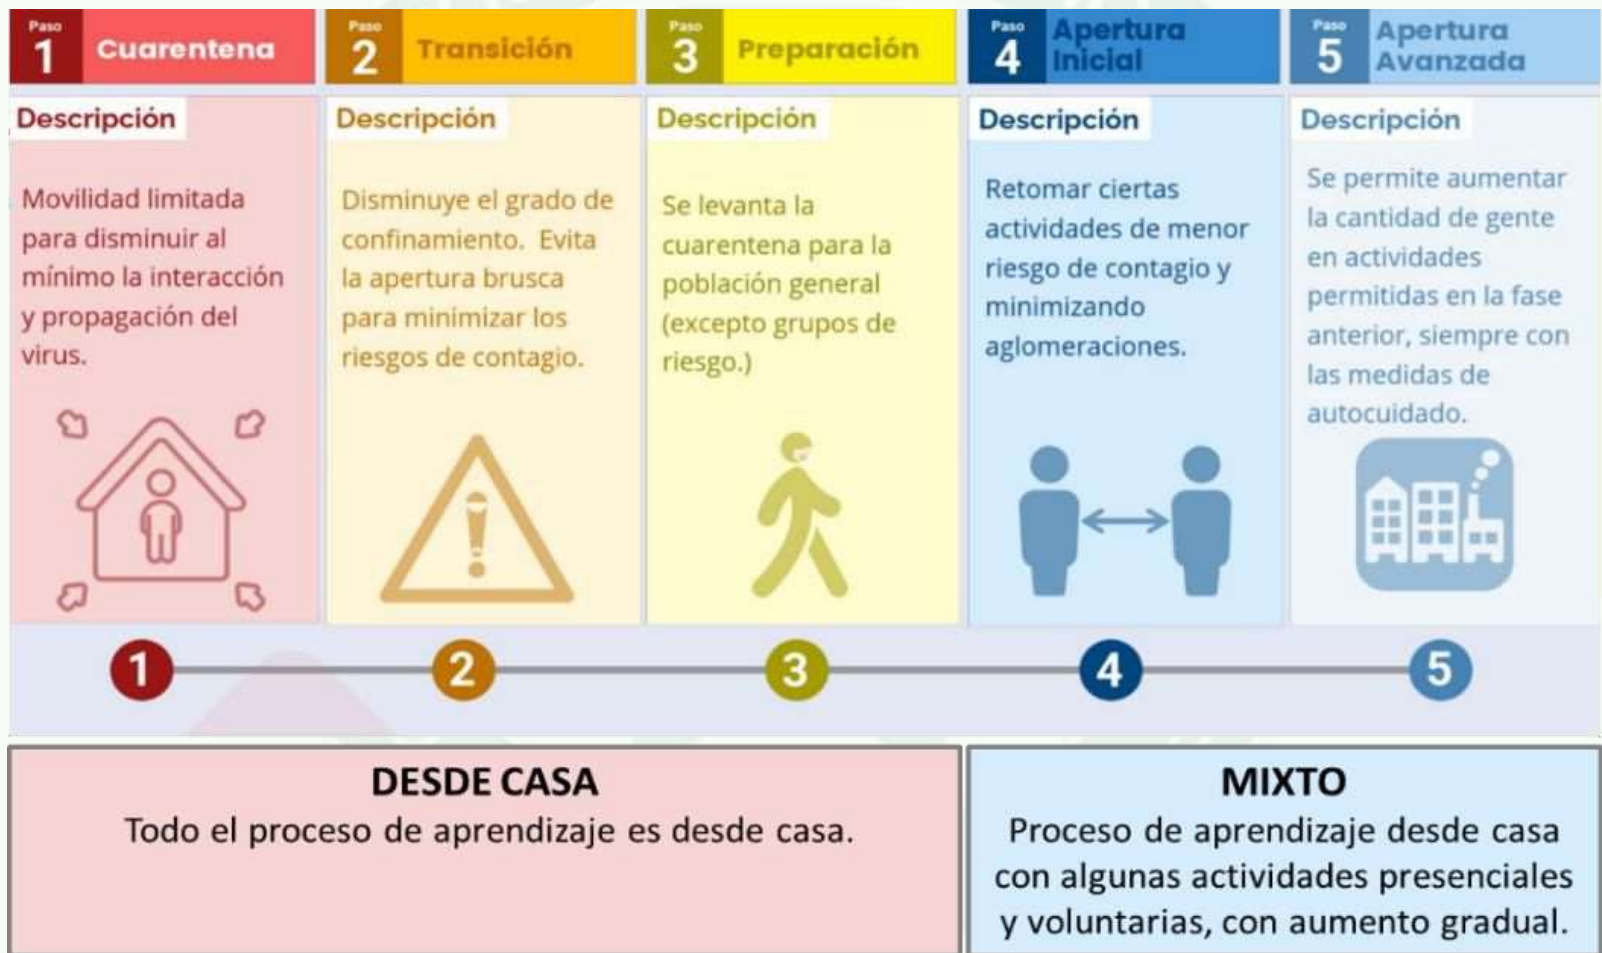 Paso
1
Cuarentena
Descripción
Movilidad limitada
para disminuir al
mínimo la interacción
y propagación del
virus.
Paso
2
Transición
Descripción
Disminuye el grado de
confinamiento. Evita
la apertura brusca
para minimizar los
riesgos de contagio.
Paso
3
Preparación
Descripción
Se levanta la
cuarentena para la
población general
(excepto grupos de
riesgo.)
Paso
4
Apertura
Inicial
Descripción
Retomar ciertas
actividades de menor
riesgo de contagio y
minimizando
aglomeraciones.
Paso
5
Apertura
Avanzada
Descripción
Se permite aumentar
la cantidad de gente
en actividades
permitidas en la fase
anterior, siempre con
las medidas de
autocuidado.
1
2
3
4
5
DESDE CASA
Todo el proceso de aprendizaje es desde casa.
MIXTO
Proceso de aprendizaje desde casa
con algunas actividades presenciales
y voluntarias, con aumento gradual.